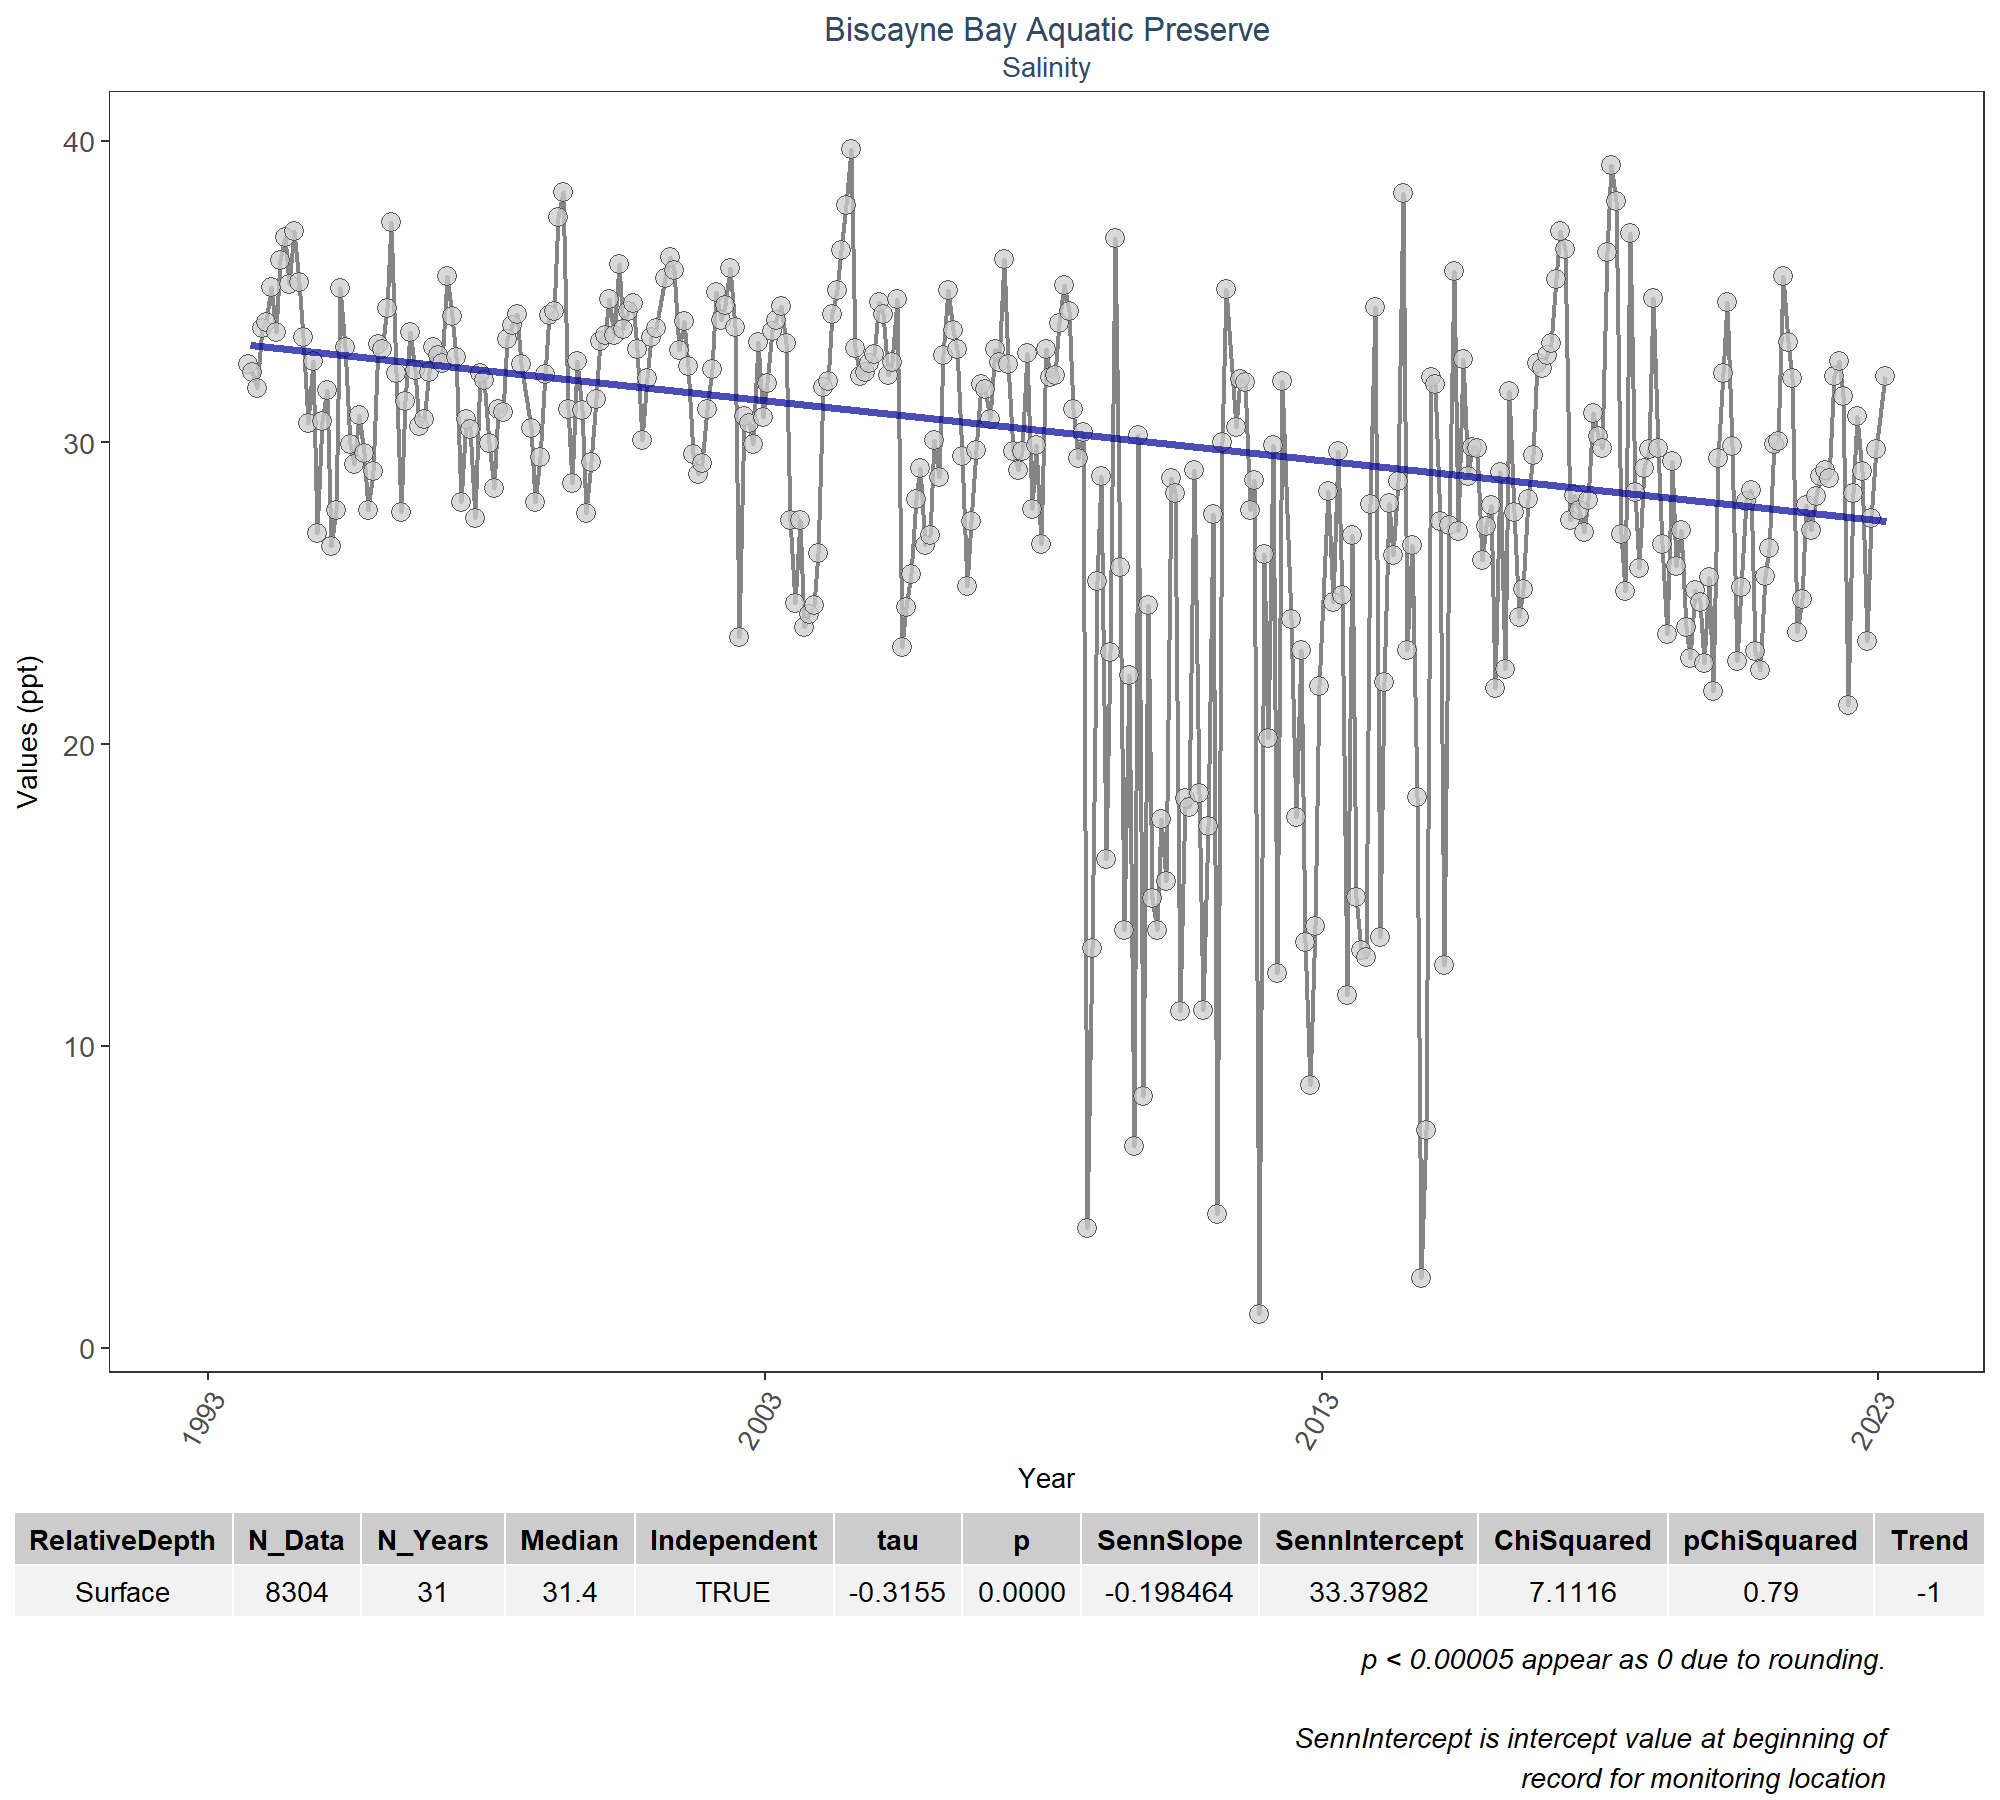 Biscayne Bay Aquatic Preserve
Salinity
Values (ppt)
40
30
20
10
0
1993 2003 2013 2023
Year
RelativeDepth N_Data N_Years Median Independent tau p SennSlope SennIntercept ChiSquared pChiSquared Trend
Surface 8304 31 31.4 TRUE -0.3155 0.0000 -0.198464 33.37982 7.1116 0.79 -1
p < 0.00005 appear as 0 due to rounding.
SennIntercept is intercept value at beginning of
record for monitoring location